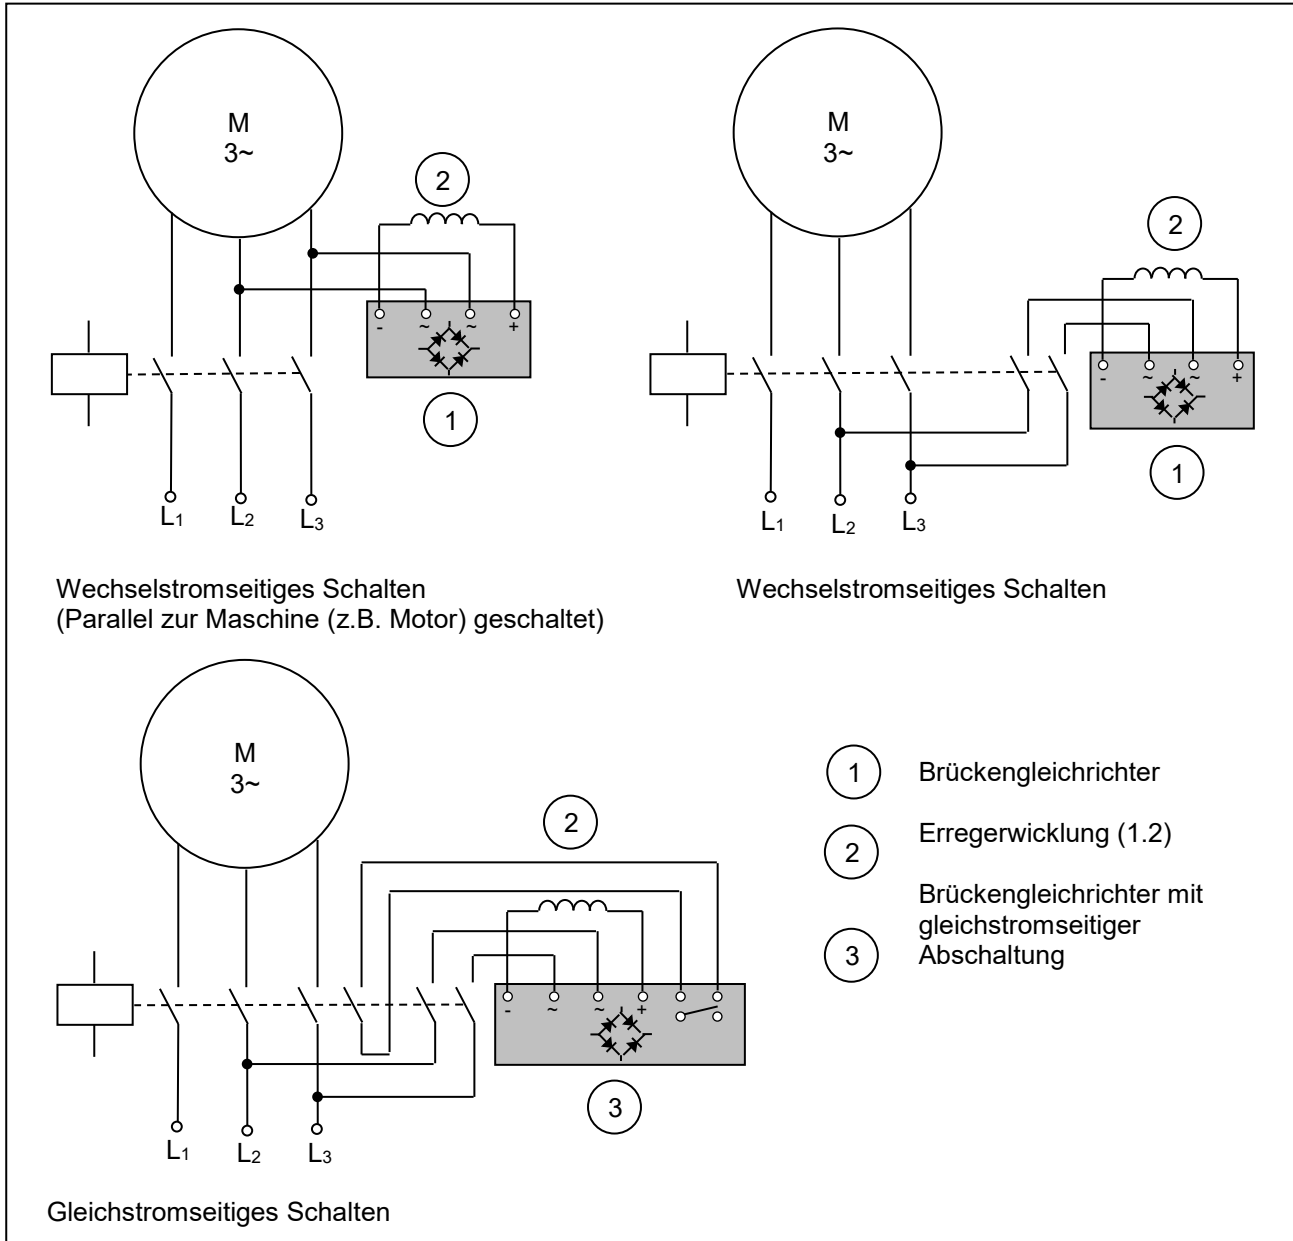 M
3~
2
- ~ ~ +
1
L1
L2
L3
Wechselstromseitiges Schalten
(Parallel zur Maschine (z.B. Motor) geschaltet)
M
3~
2
- ~ ~ +
1
L1
L2
L3
Wechselstromseitiges Schalten
M
3~
2
- ~ ~ +
3
L1
L2
L3
Gleichstromseitiges Schalten
1 Brückengleichrichter
2 Erregerwicklung (1.2)
Brückengleichrichter mit
gleichstromseitiger
3 Abschaltung